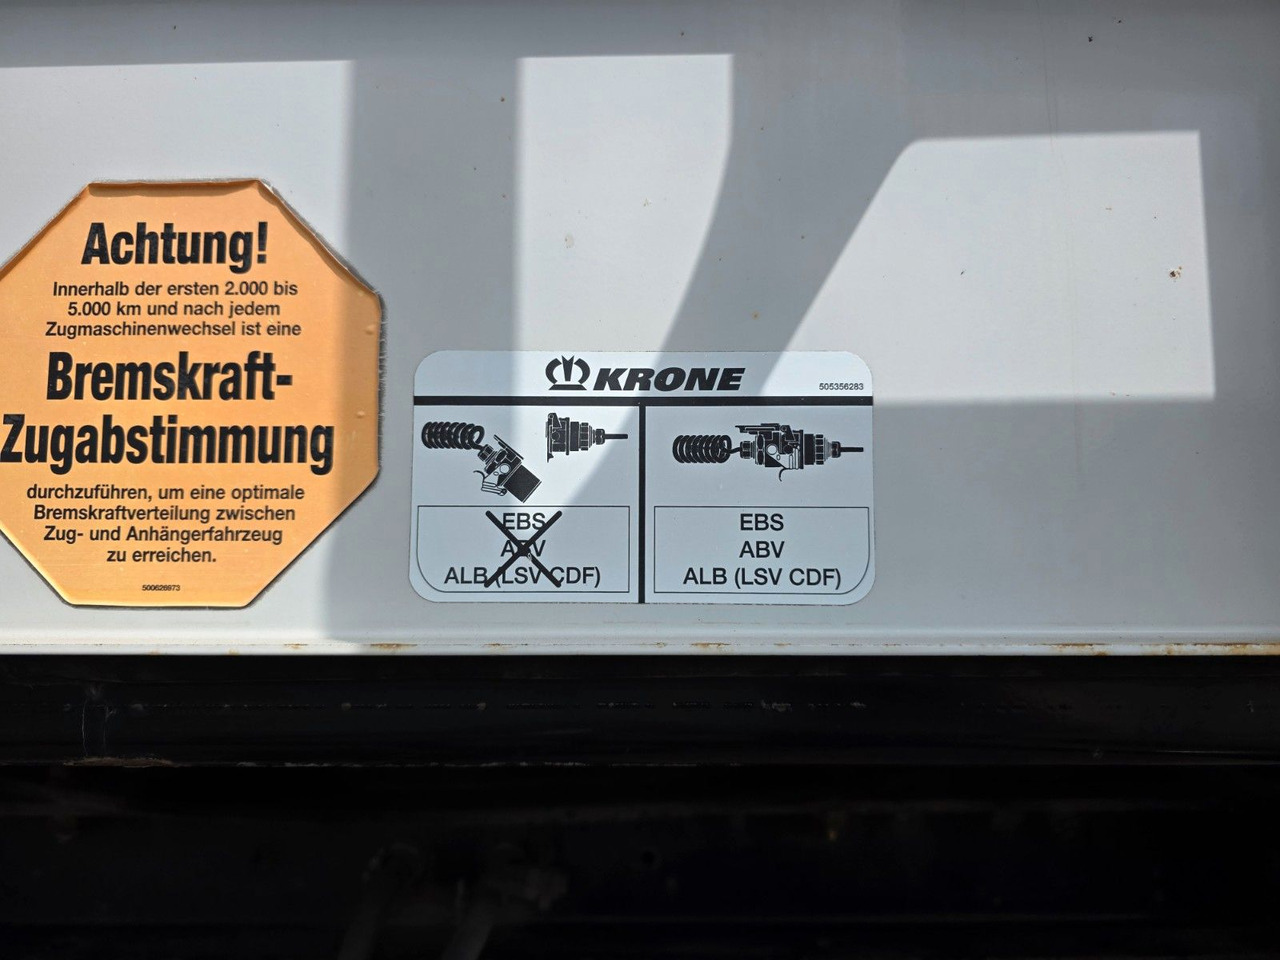 Achtung!
Innerhalb der ersten 2.000 bis
5.000 km und nach jedem
Zugmaschinenwechsel ist eine
Bremskraft-
Zugabstimmung
durchzuführen, um eine optimale
Bremskraftverteilung zwischen
Zug- und Anhängerfahrzeug
zu erreichen.
500626973
KRONE
505356283
EBS
ABV
ALB (LSV CDF)
EBS
ABV
ALB (LSV CDF)